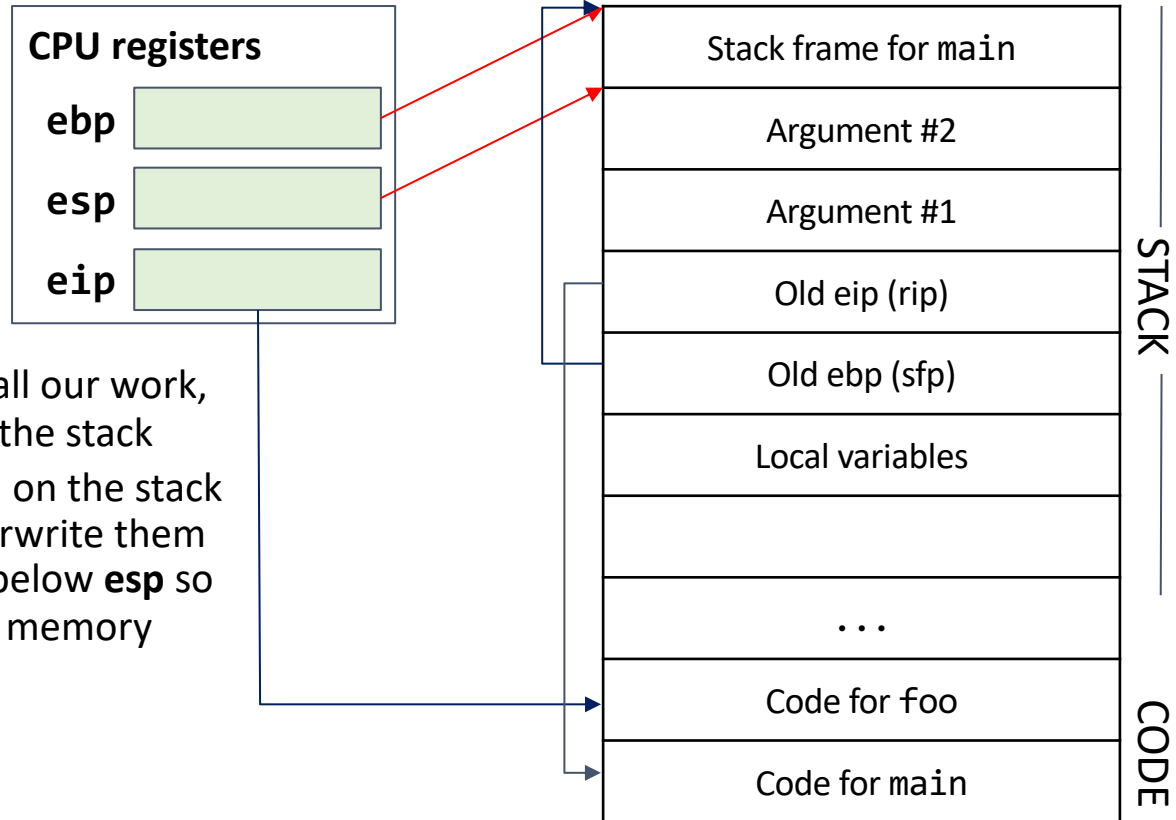 CPU registers
ebp
esp
eip
all our work,
the stack
on the stack
rwrite them
below esp so
memory
Stack frame for main
Argument #2
Argument #1
Old eip (rip)
Old ebp (sfp)
Local variables
...
Code for foo
Code for main
STACK
CODE